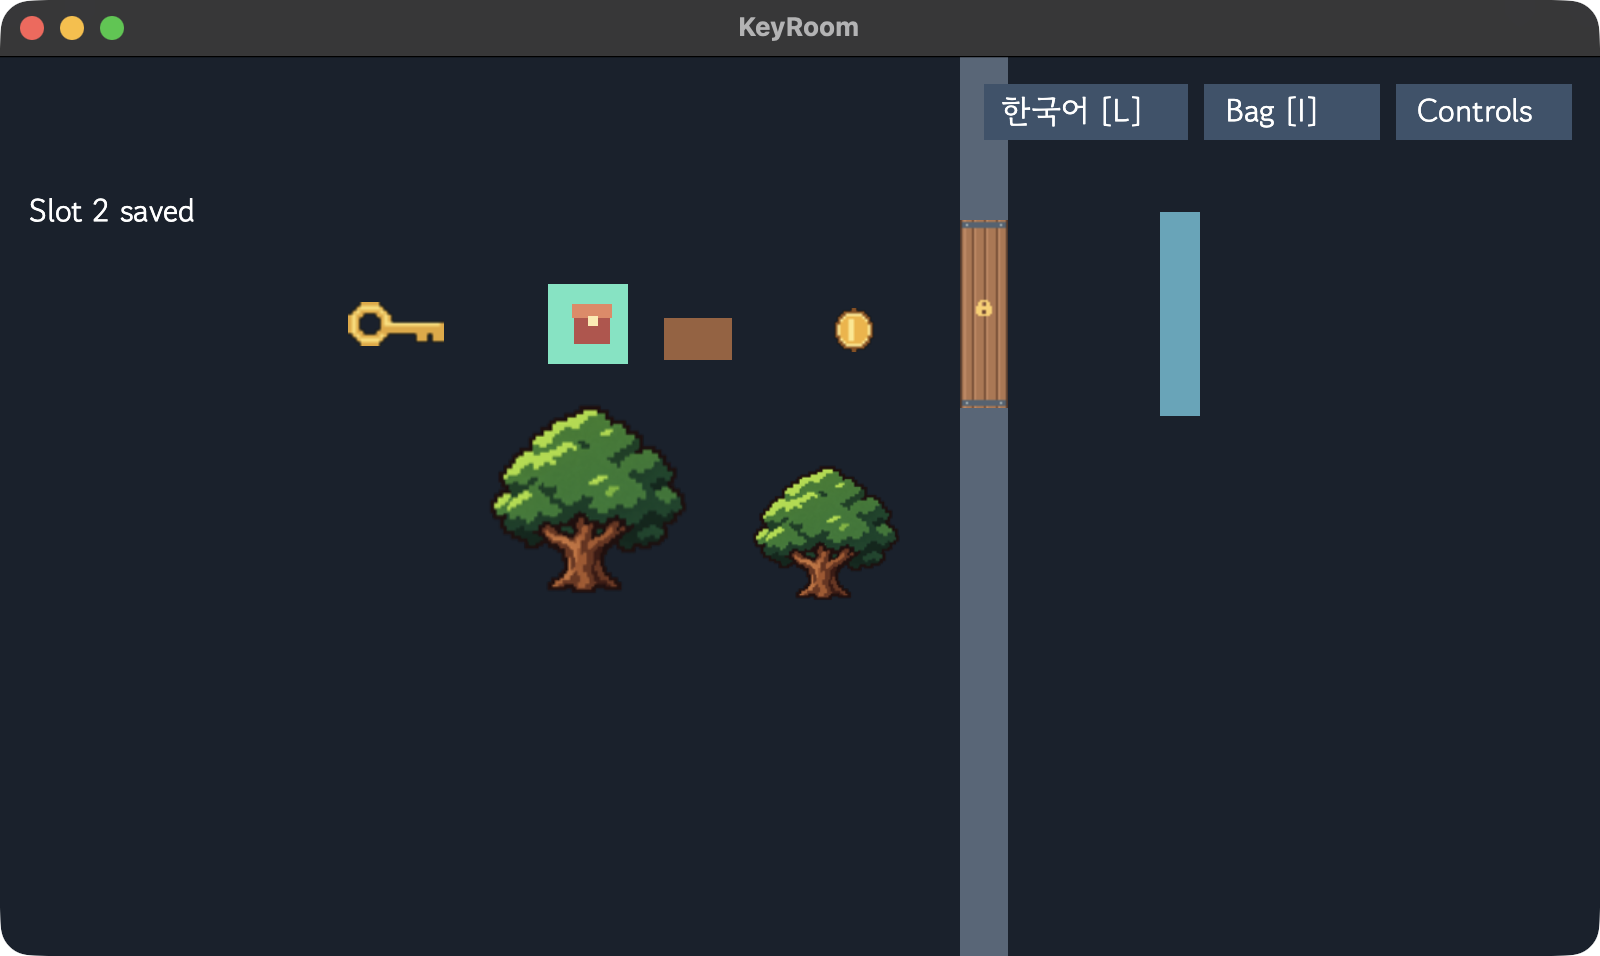 KeyRoom
한국어 [L]
Bag [I]
Controls
Slot 2 saved